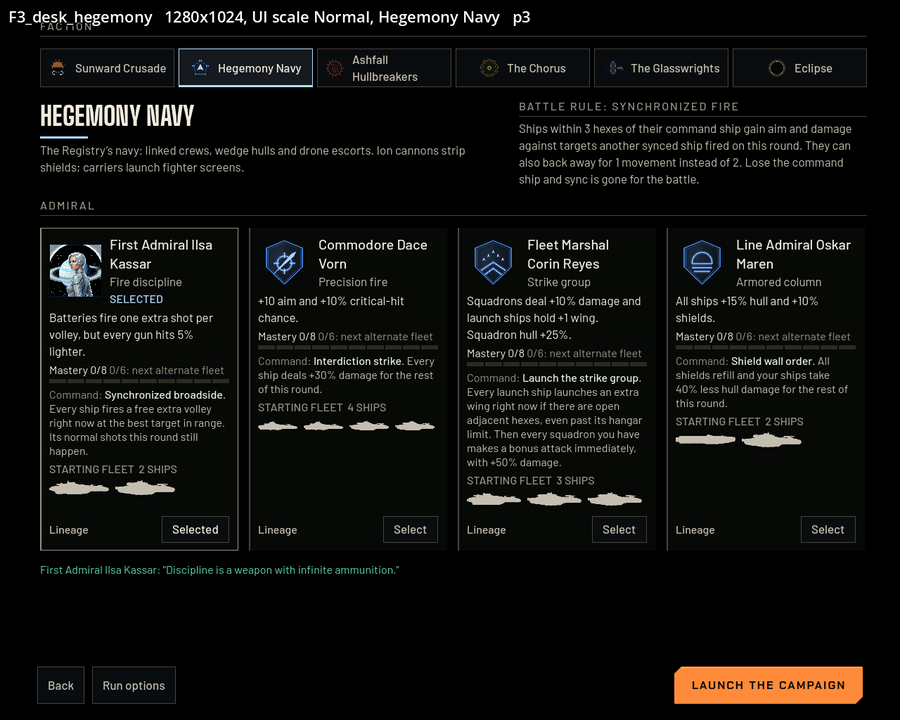 F3_desk_hegemony 1280x1024, UI scale Normal, Hegemony Navy p3
FACTION
Sunward Crusade
Hegemony Navy
Ashfall
Hullbreakers
The Chorus
The Glasswrights
Eclipse
HEGEMONY NAVY
The Registry's navy: linked crews, wedge hulls and drone escorts. Ion cannons strip
shields; carriers launch fighter screens.
BATTLE RULE: SYNCHRONIZED FIRE
Ships within 3 hexes of their command ship gain aim and damage
against targets another synced ship fired on this round. They can
also back away for 1 movement instead of 2. Lose the command
ship and sync is gone for the battle.
ADMIRAL
First Admiral Ilsa
Kassar
Fleet discipline
SELECTED
Batteries fire one extra shot per
volley, but every gun hits 5%
lighter.
Mastery 0/8 0/6: next alternate fleet
Command: Synchronized broadside.
Every ship fires a free extra volley
right now at the best target in range.
Its normal shots this round still
happen.
STARTING FLEET 2 SHIPS
Lineage
Selected
Commodore Dace
Vorn
Precision fire
+10 aim and +10% critical-hit
chance.
Mastery 0/8 0/6: next alternate fleet
Command: Interdiction strike. Every
ship deals +30% damage for the rest
of this round.
STARTING FLEET 4 SHIPS
Lineage
Select
Fleet Marshal
Corin Reyes
Strike group
Squadrons deal +10% damage and
launch ships hold +1 wing.
Squadron hull +25%.
Mastery 0/8 0/6: next alternate fleet
Command: Launch the strike group.
Every launch ship launches an extra
wing right now if there are open
adjacent hexes, even past its hangar
limit. Then every squadron you have
makes a bonus attack immediately,
with +50% damage.
STARTING FLEET 3 SHIPS
Lineage
Select
Line Admiral Oskar
Maren
Armored column
All ships +15% hull and +10%
shields.
Mastery 0/8 0/6: next alternate fleet
Command: Shield wall order. All
shields refill and your ships take
40% less hull damage for the rest of
this round.
STARTING FLEET 2 SHIPS
Lineage
Select
First Admiral Ilsa Kassar: "Discipline is a weapon with infinite ammunition."
Back
Run options
LAUNCH THE CAMPAIGN